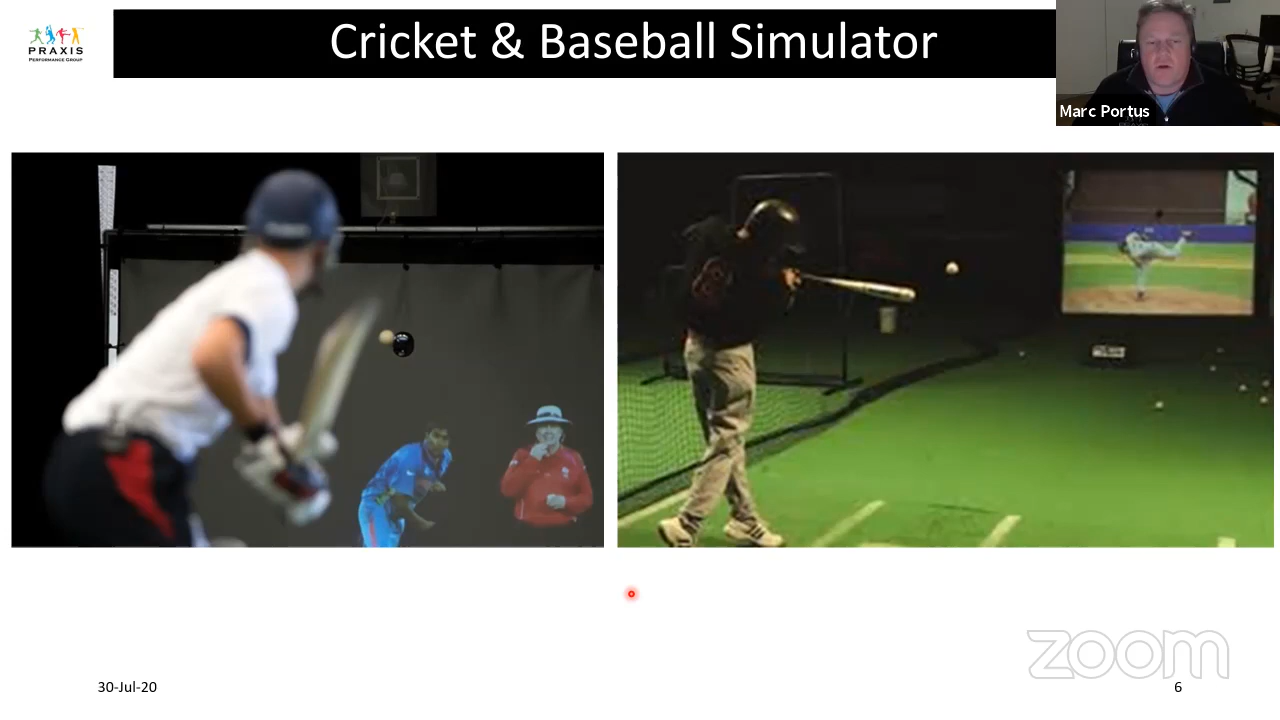 PRAXIS
PERFORMANCE GROUP
Cricket & Baseball Simulator
Marc Portus
zoom
30-Jul-20
6